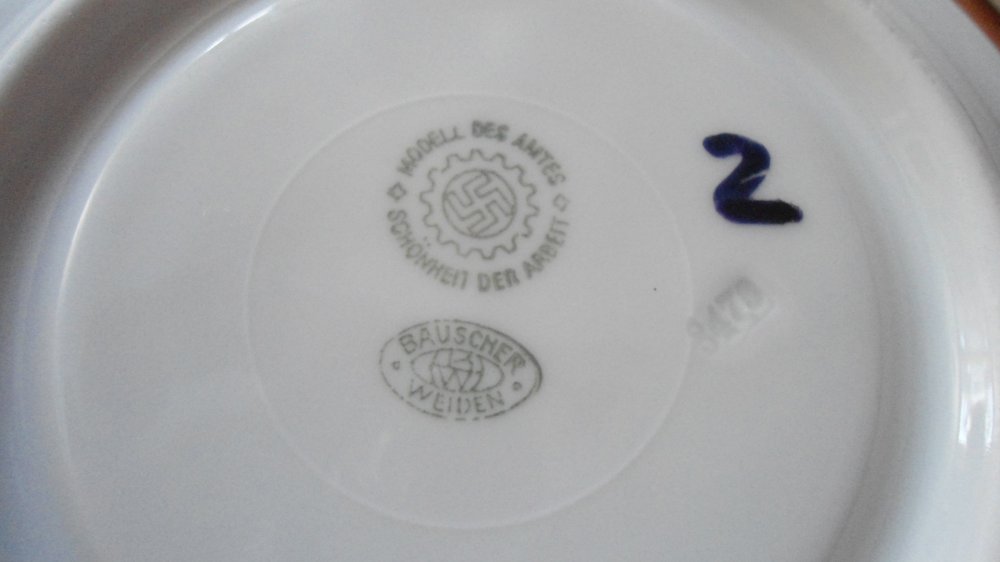 MODELL DES AMTES
SCHÖNHEIT DER ARBEIT
2
BAUSCHER
WEIDEN